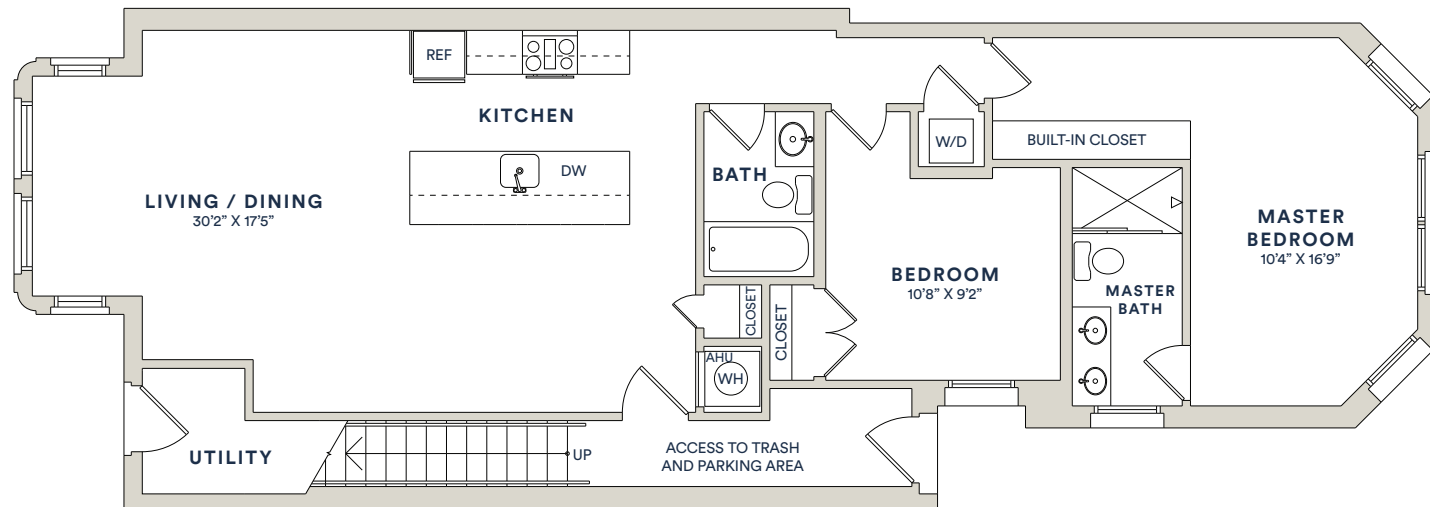 REF
KITCHEN
DW
LIVING / DINING
30'2” X 17'5”
BATH
W/D
BUILT-IN CLOSET
MASTER
BEDROOM
10'4” X 16'9”
BEDROOM
10'8” X 9'2”
MASTER
BATH
CLOSET
CLOSET
AHU
WH
UTILITY
UP
ACCESS TO TRASH
AND PARKING AREA